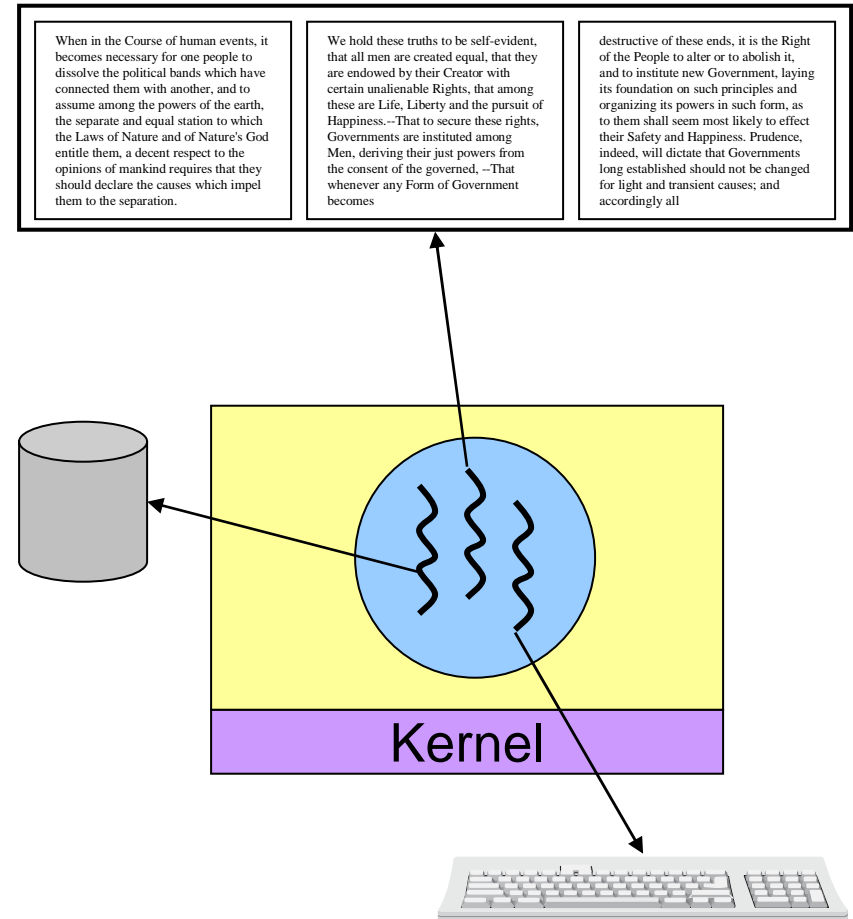 When in the Course of human events, it
becomes necessary for one people to
dissolve the political bands which have
connected them with another, and to
assume among the powers of the earth,
the separate and equal station to which
the Laws of Nature and of Nature's God
entitle them, a decent respect to the
opinions of mankind requires that they
should declare the causes which impel
them to the separation.
We hold these truths to be self-evident,
that all men are created equal, that they
are endowed by their Creator with
certain unalienable Rights, that among
these are Life, Liberty and the pursuit of
Happiness.--That to secure these rights,
Governments are instituted among
Men, deriving their just powers from
the consent of the governed, --That
whenever any Form of Government
becomes
destructive of these ends, it is the Right
of the People to alter or to abolish it,
and to institute new Government, laying
its foundation on such principles and
organizing its powers in such form, as
to them shall seem most likely to effect
their Safety and Happiness. Prudence,
indeed, will dictate that Governments
long established should not be changed
for light and transient causes; and
accordingly all
Kernel